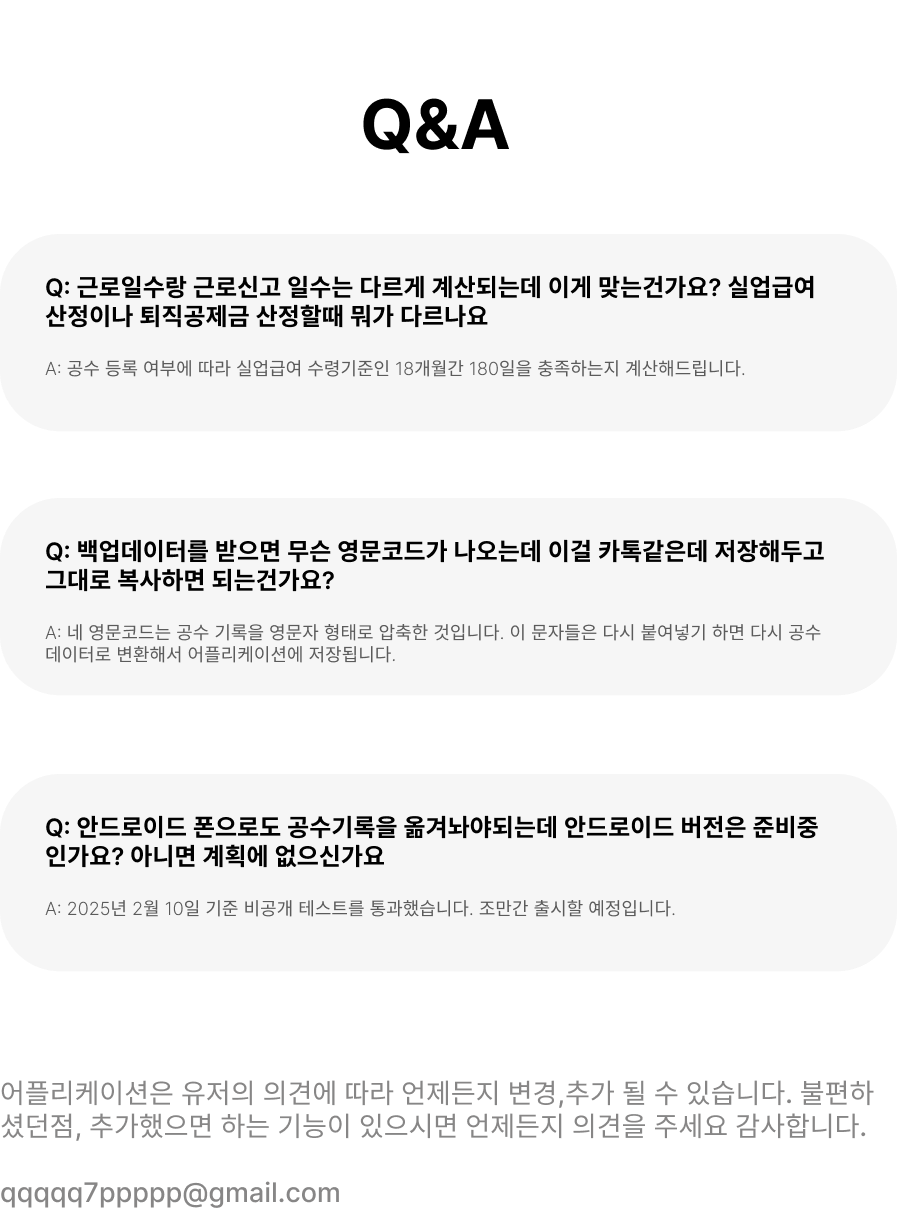 Q&A
Q: 근로일수랑 근로신고 일수는 다르게 계산되는데 이게 맞는건가요? 실업급여
산정이나 퇴직공제금 산정할때 뭐가 다르나요
A: 공수 등록 여부에 따라 실업급여 수령기준인 18개월간 180일을 충족하는지 계산해드립니다.
Q: 백업데이터를 받으면 무슨 영문코드가 나오는데 이걸 카톡같은데 저장해두고
그대로 복사하면 되는건가요?
A: 네 영문코드는 공수 기록을 영문자 형태로 압축한 것입니다. 이 문자들은 다시 붙여넣기 하면 다시 공수
데이터로 변환해서 어플리케이션에 저장됩니다.
Q: 안드로이드 폰으로도 공수기록을 옮겨놔야되는데 안드로이드 버전은 준비중
인가요? 아니면 계획에 없으신가요
A: 2025년 2월 10일 기준 비공개 테스트를 통과했습니다. 조만간 출시할 예정입니다.
어플리케이션은 유저의 의견에 따라 언제든지 변경,추가 될 수 있습니다. 불편하
셨던점, 추가했으면 하는 기능이 있으시면 언제든지 의견을 주세요 감사합니다.
qqqqq7ppppp@gmail.com